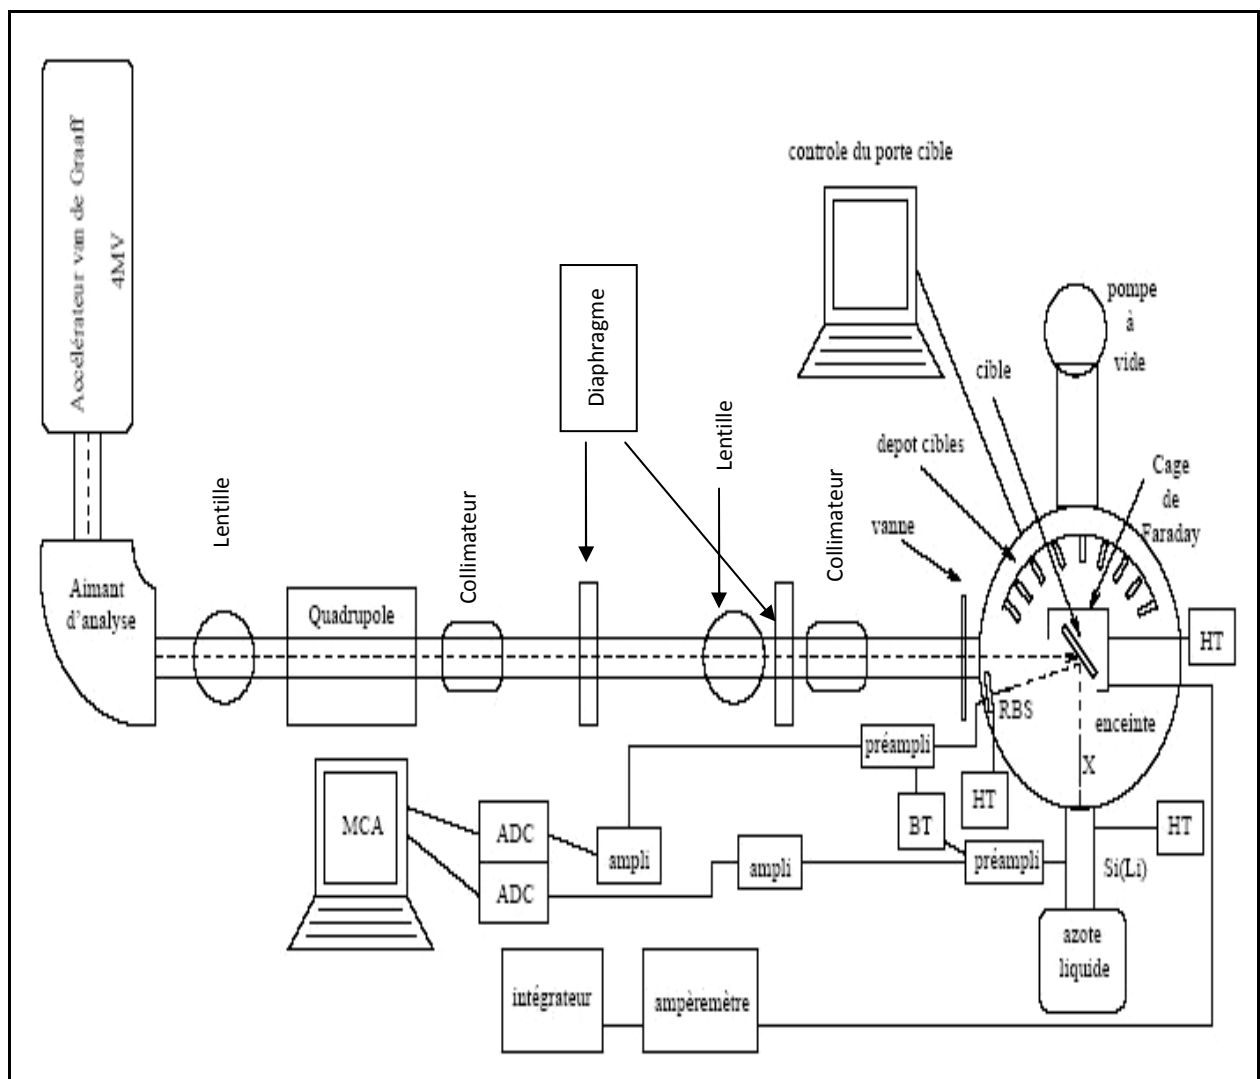 Accélérateur van de Graaff
4MV
controle du porte cible
Diaphragme
pompe
à
vide
cible
Lentille
depot cibles
Cage
de
Faraday
Lentille
Collimateur
Collimateur
vanne
Aimant
d'analyse
Quadrupole
HT
RBS
enceinte
préampli
X
HT
BT
HT
MCA
ADC
ampli
ampli
préampli
Si(Li)
ADC
azote
liquide
intégrateur
ampèremètre